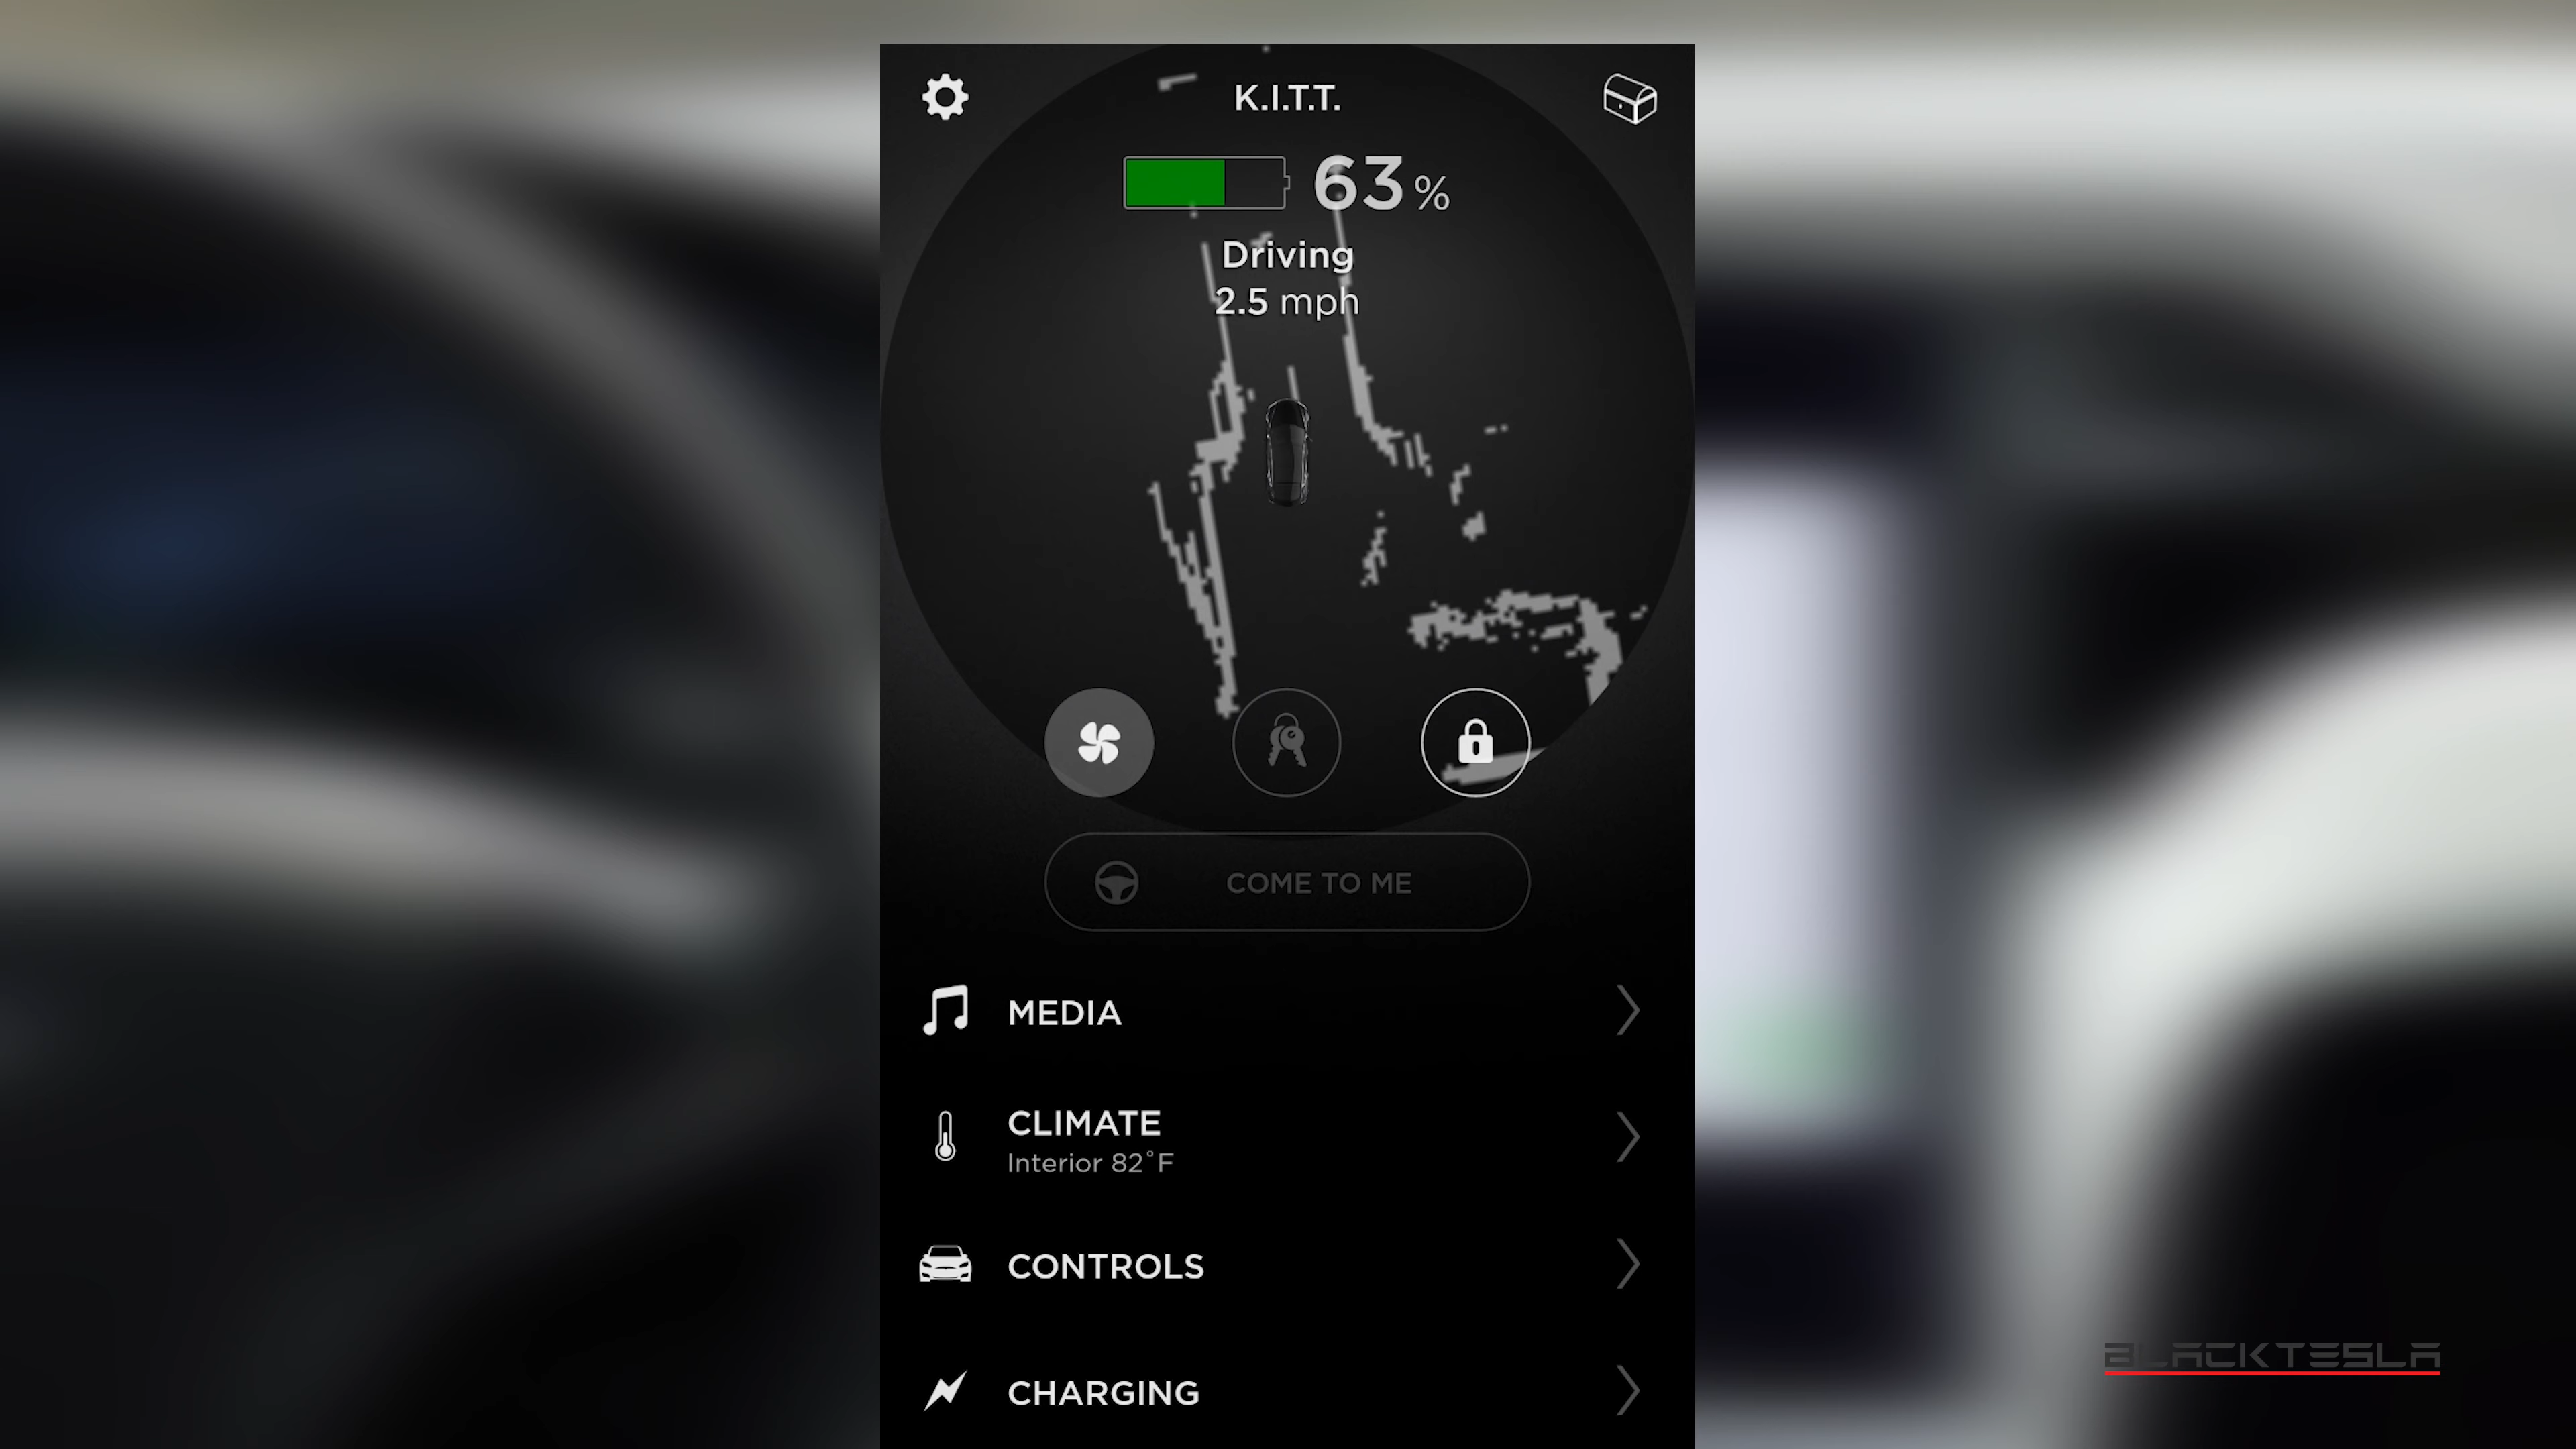 K.I.T.T.
63 %
Driving
2.5 mph
COME TO ME
MEDIA
CLIMATE
Interior 82°F
CONTROLS
CHARGING
BLACKTESLA